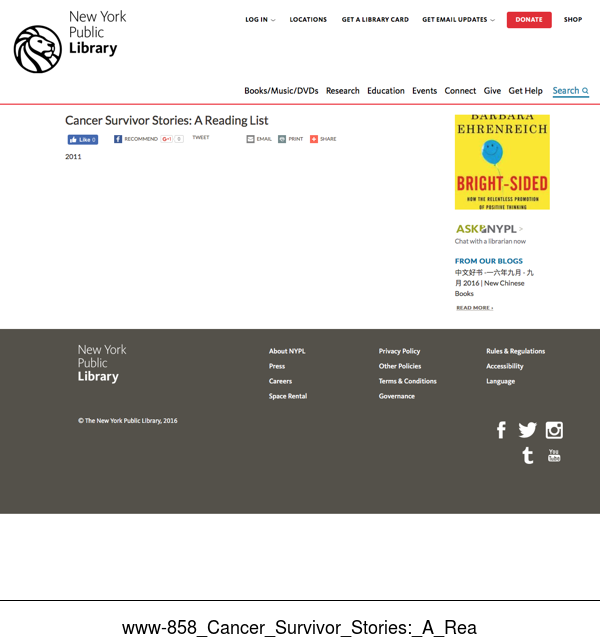 New York
Public
Library
LOG IN
LOCATIONS
GET A LIBRARY CARD
GET EMAIL UPDATES
DONATE
SHOP
Books/Music/DVDs
Research
Education
Events
Connect
Give
Get Help
Search
Cancer Survivor Stories: A Reading List
Like 0
RECOMMEND
G+1 0
TWEET
EMAIL
PRINT
SHARE
2011
BARBARA
EHRENREICH
BRIGHT-SIDED
HOW THE RELENTLESS PROMOTION
OF POSITIVE THINKING
ASK NYPL >
Chat with a librarian now
FROM OUR BLOGS
中文好书 -一六年九月 - 九
月 2016 | New Chinese
Books
READ MORE ›
New York
Public
Library
About NYPL
Press
Careers
Space Rental
Privacy Policy
Other Policies
Terms & Conditions
Governance
Rules & Regulations
Accessibility
Language
© The New York Public Library, 2016
You
Tube
www-858_Cancer_Survivor_Stories:_A_Rea